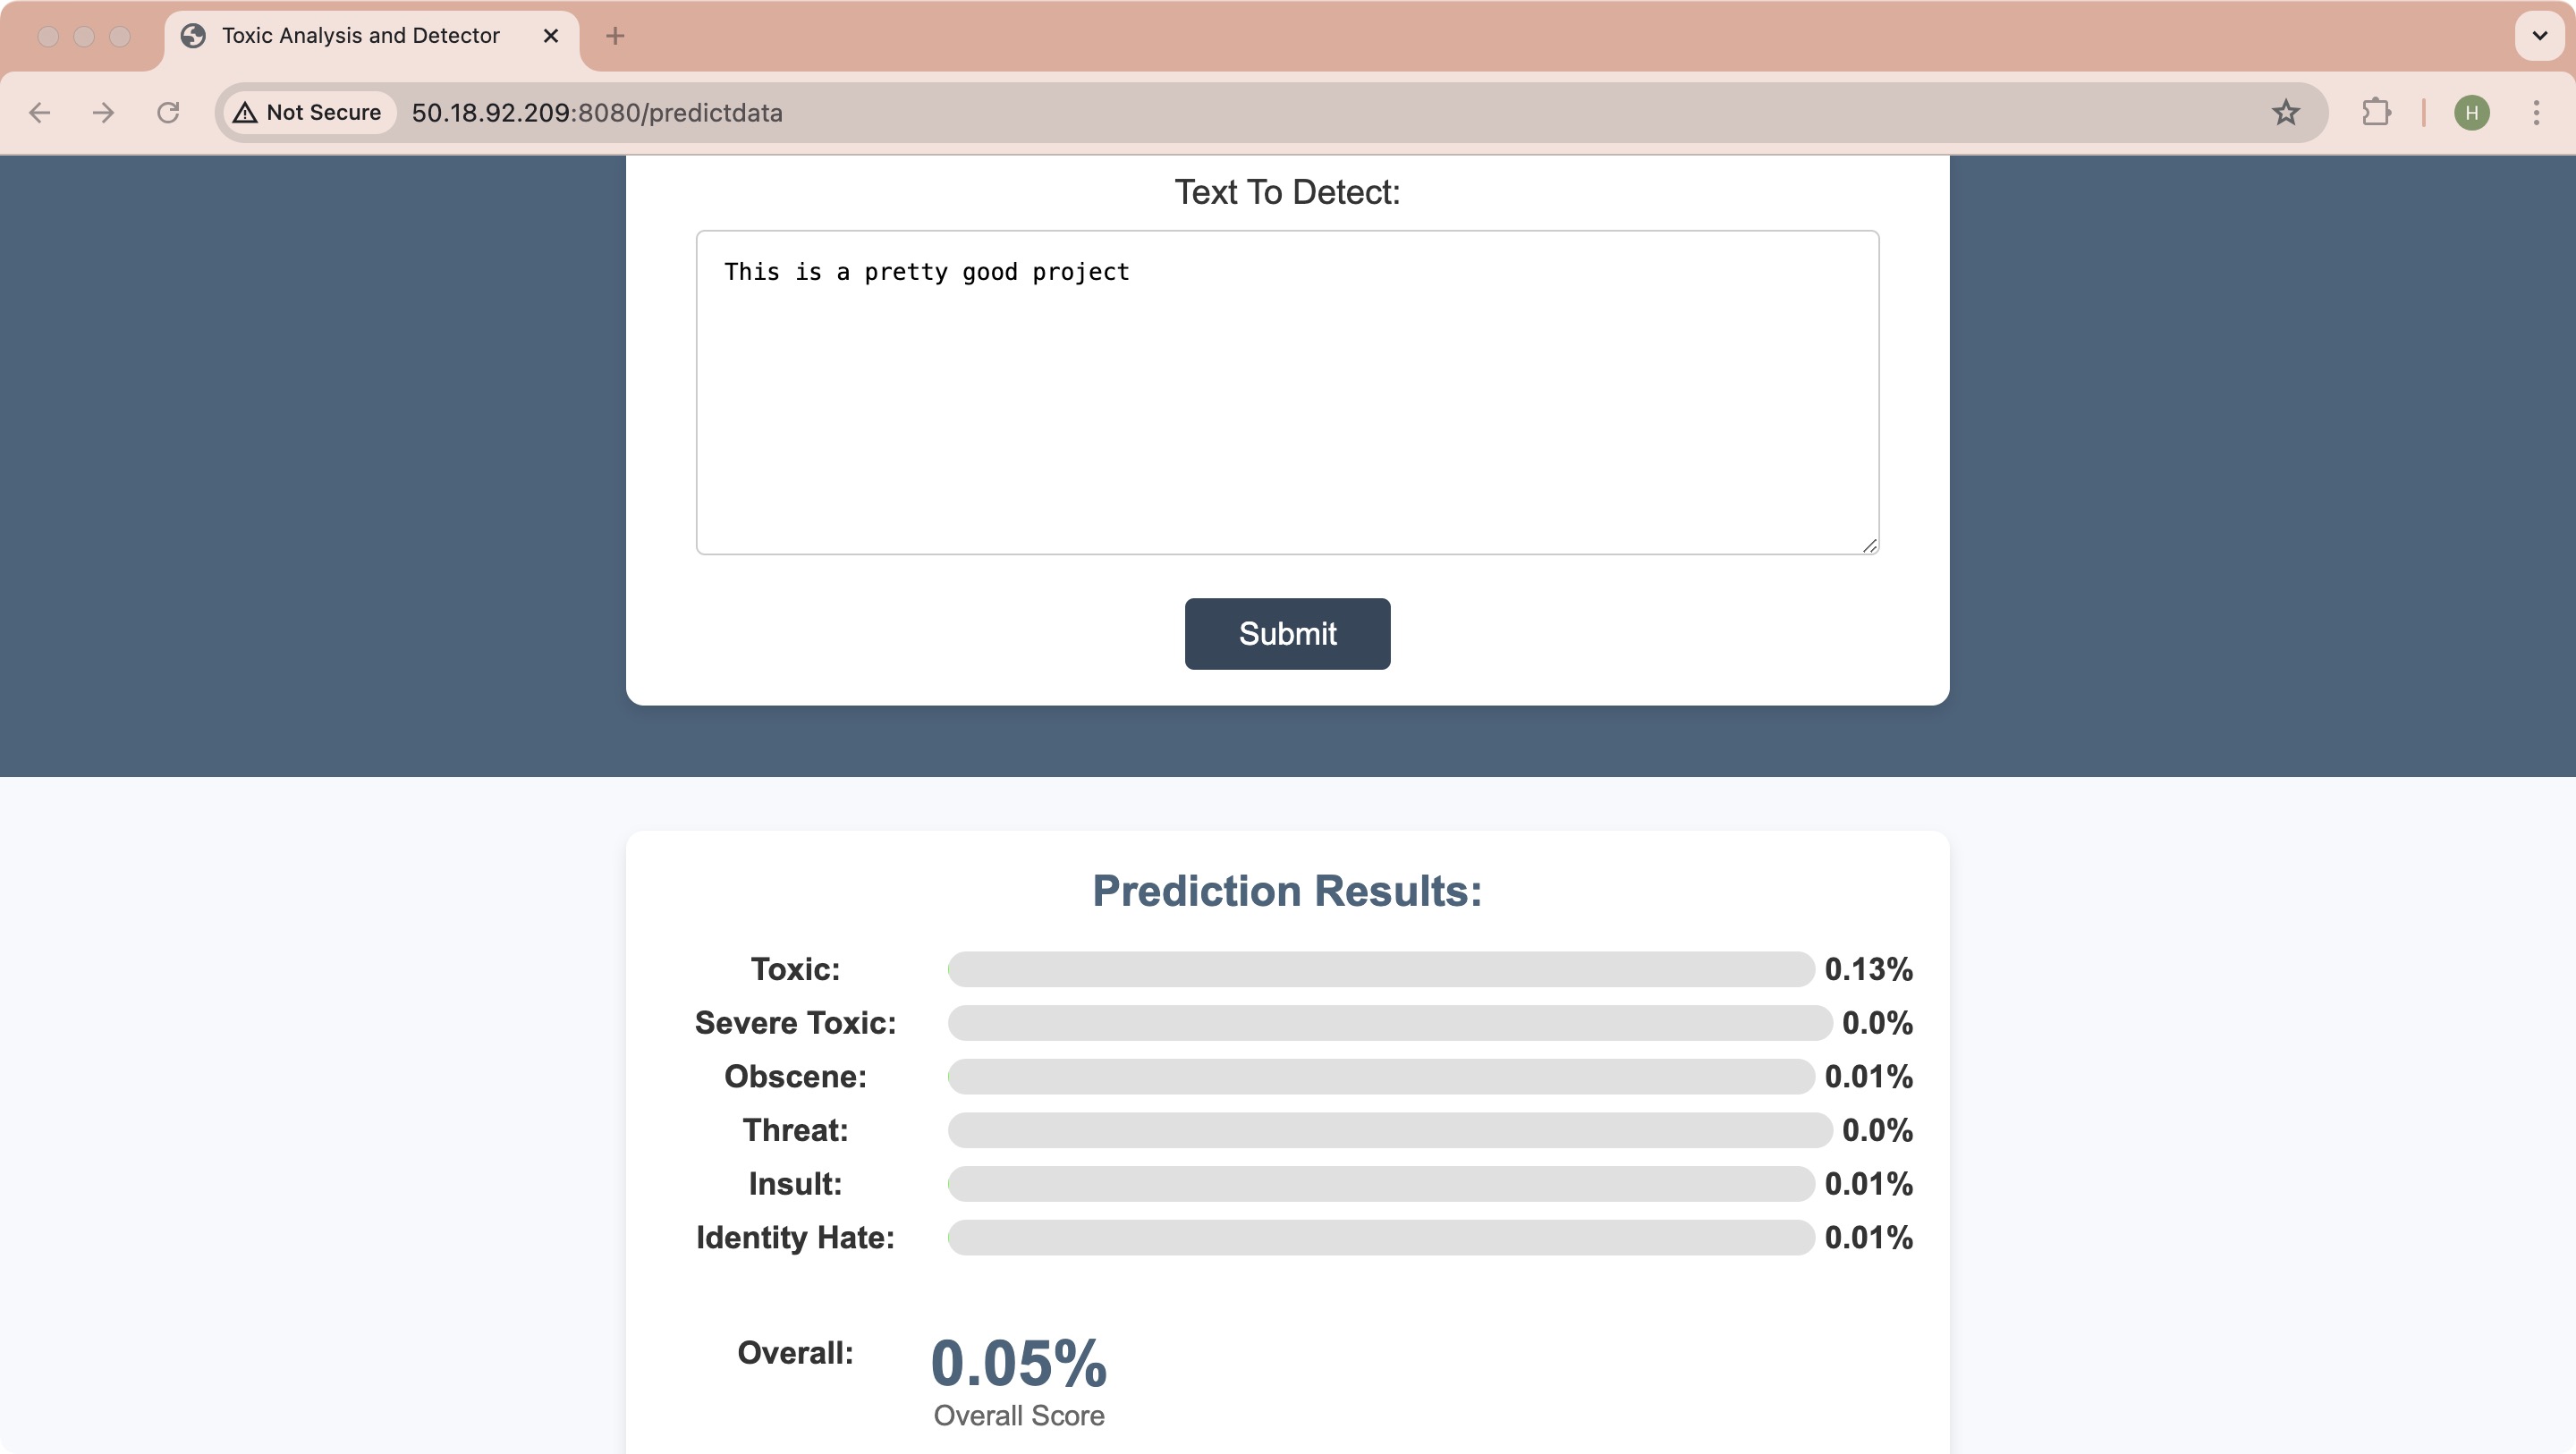 Toxic Analysis and Detector
Not Secure 50.18.92.209:8080/predictdata
H
Text To Detect:
This is a pretty good project
Submit
Prediction Results:
Toxic: 0.13%
Severe Toxic: 0.0%
Obscene: 0.01%
Threat: 0.0%
Insult: 0.01%
Identity Hate: 0.01%
Overall: 0.05%
Overall Score